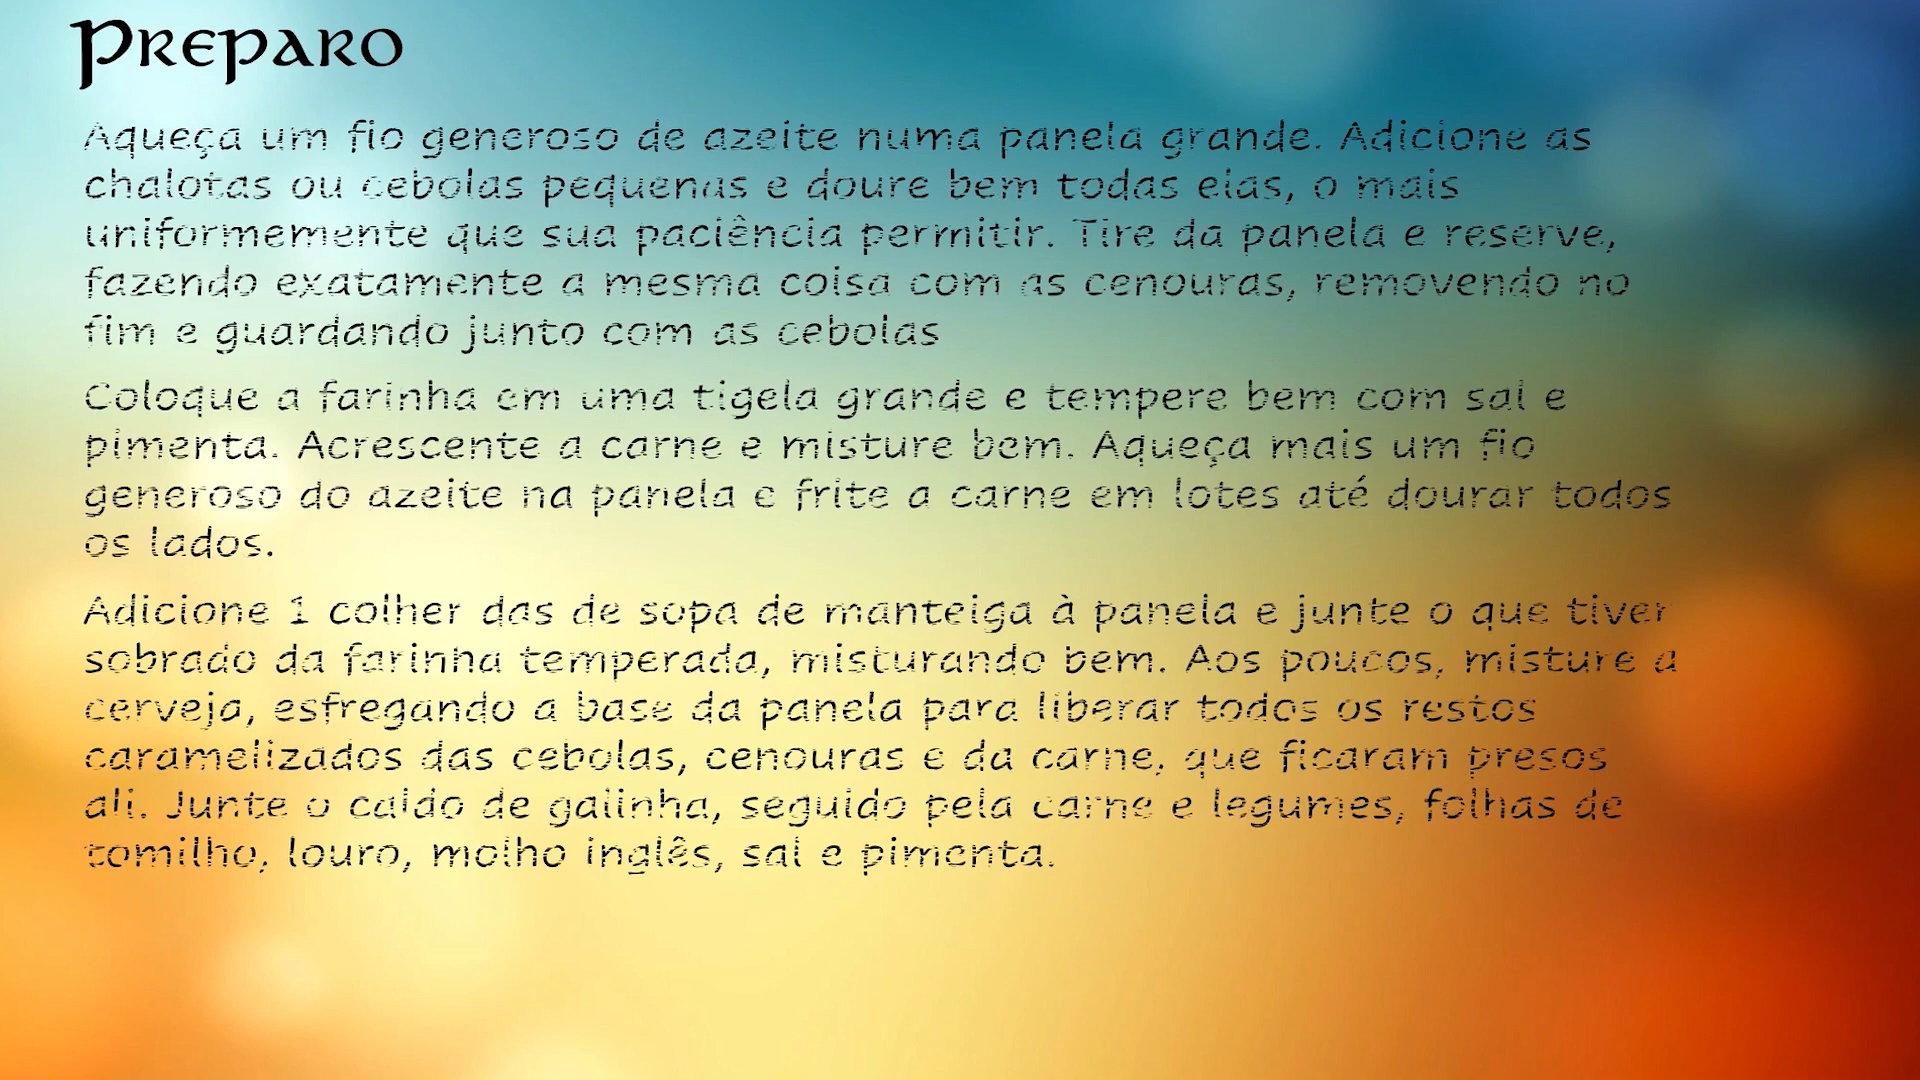 Preparo
Aqueça um fio generoso de azeite numa panela grande. Adicione as
chalotas ou cebolas pequenas e doure bem todas elas, o mais
uniformemente que sua paciência permitir. Tire da panela e reserve,
fazendo exatamente a mesma coisa com as cenouras, removendo no
fim e guardando junto com as cebolas
Coloque a farinha em uma tigela grande e tempere bem com sal e
pimenta. Acrescente a carne e misture bem. Aqueça mais um fio
generoso do azeite na panela e frite a carne em lotes até dourar todos
os lados.
Adicione 1 colher das de sopa de manteiga à panela e junte o que tiver
sobrado da farinha temperada, misturando bem. Aos poucos, misture a
cerveja, esfregando a base da panela para liberar todos os restos
caramelizados das cebolas, cenouras e da carne, que ficaram presos
ali. Junte o caldo de galinha, seguido pela carne e legumes, folhas de
tomilho, louro, molho inglês, sal e pimenta.